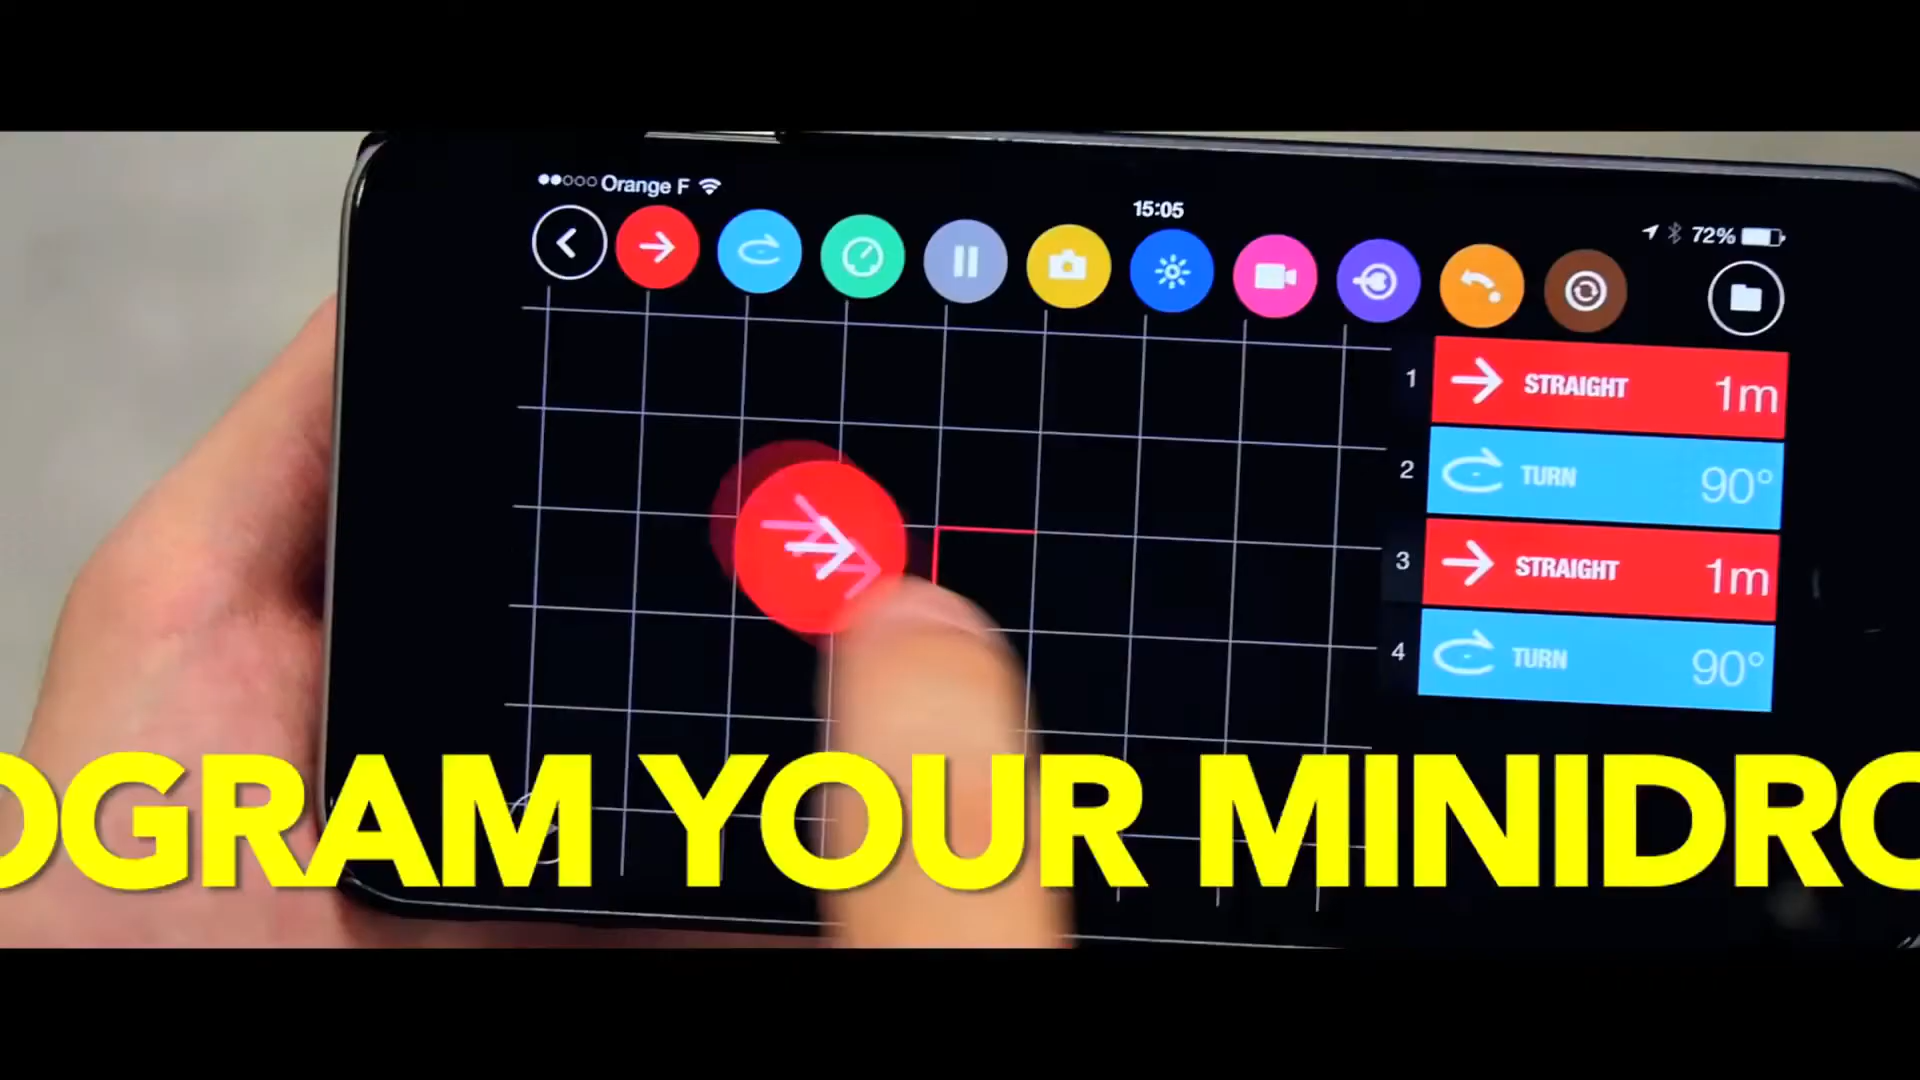 Orange F
15:05
72%
1 STRAIGHT 1m
2 TURN 90°
3 STRAIGHT 1m
4 TURN 90°
OGRAM YOUR MINIDRO